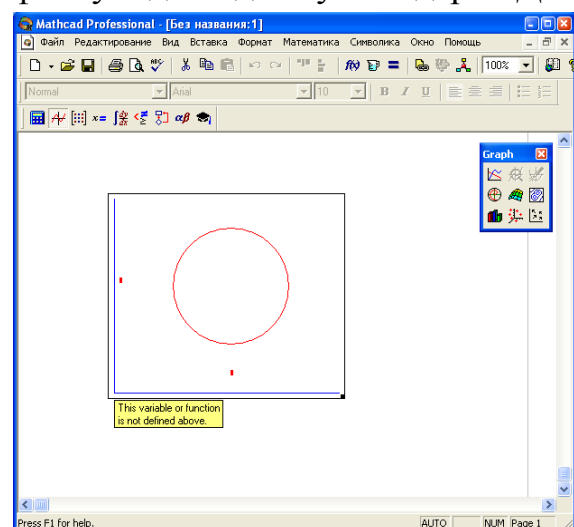 Mathcad Professional - [Без названия:1]
Файл Редактирование Вид Вставка Формат Математика Символика Окно Помощь
100%
Normal Arial 10 B I U
x= αβ
Graph
This variable or function
is not defined above.
Press F1 for help. AUTO NUM Page 1